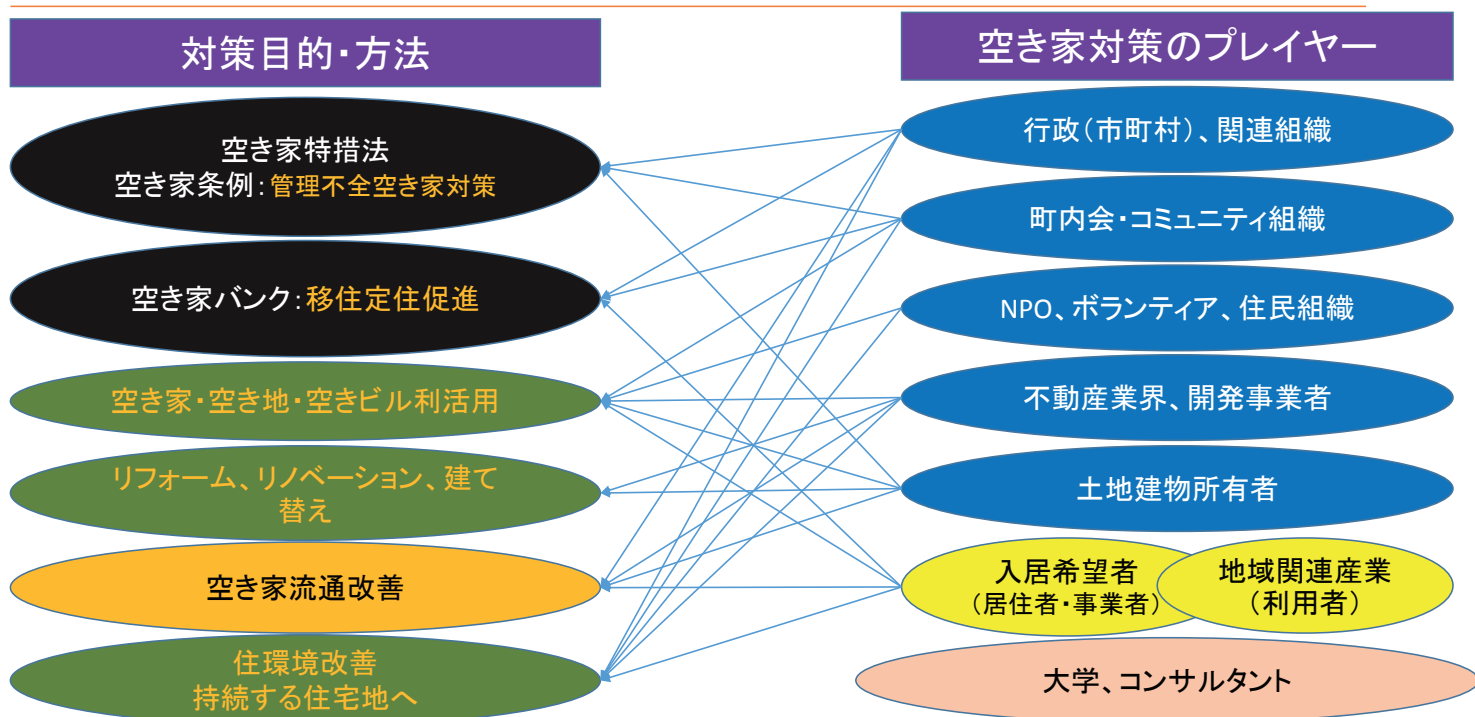 対策目的・方法
空き家特措法
空き家条例：管理不全空き家対策
空き家バンク：移住定住促進
空き家・空き地・空きビル利活用
リフォーム、リノベーション、建て
替え
空き家流通改善
住環境改善
持続する住宅地へ
空き家対策のプレイヤー
行政（市町村）、関連組織
町内会・コミュニティ組織
NPO、ボランティア、住民組織
不動産業界、開発事業者
土地建物所有者
入居希望者
（居住者・事業者）
地域関連産業
（利用者）
大学、コンサルタント